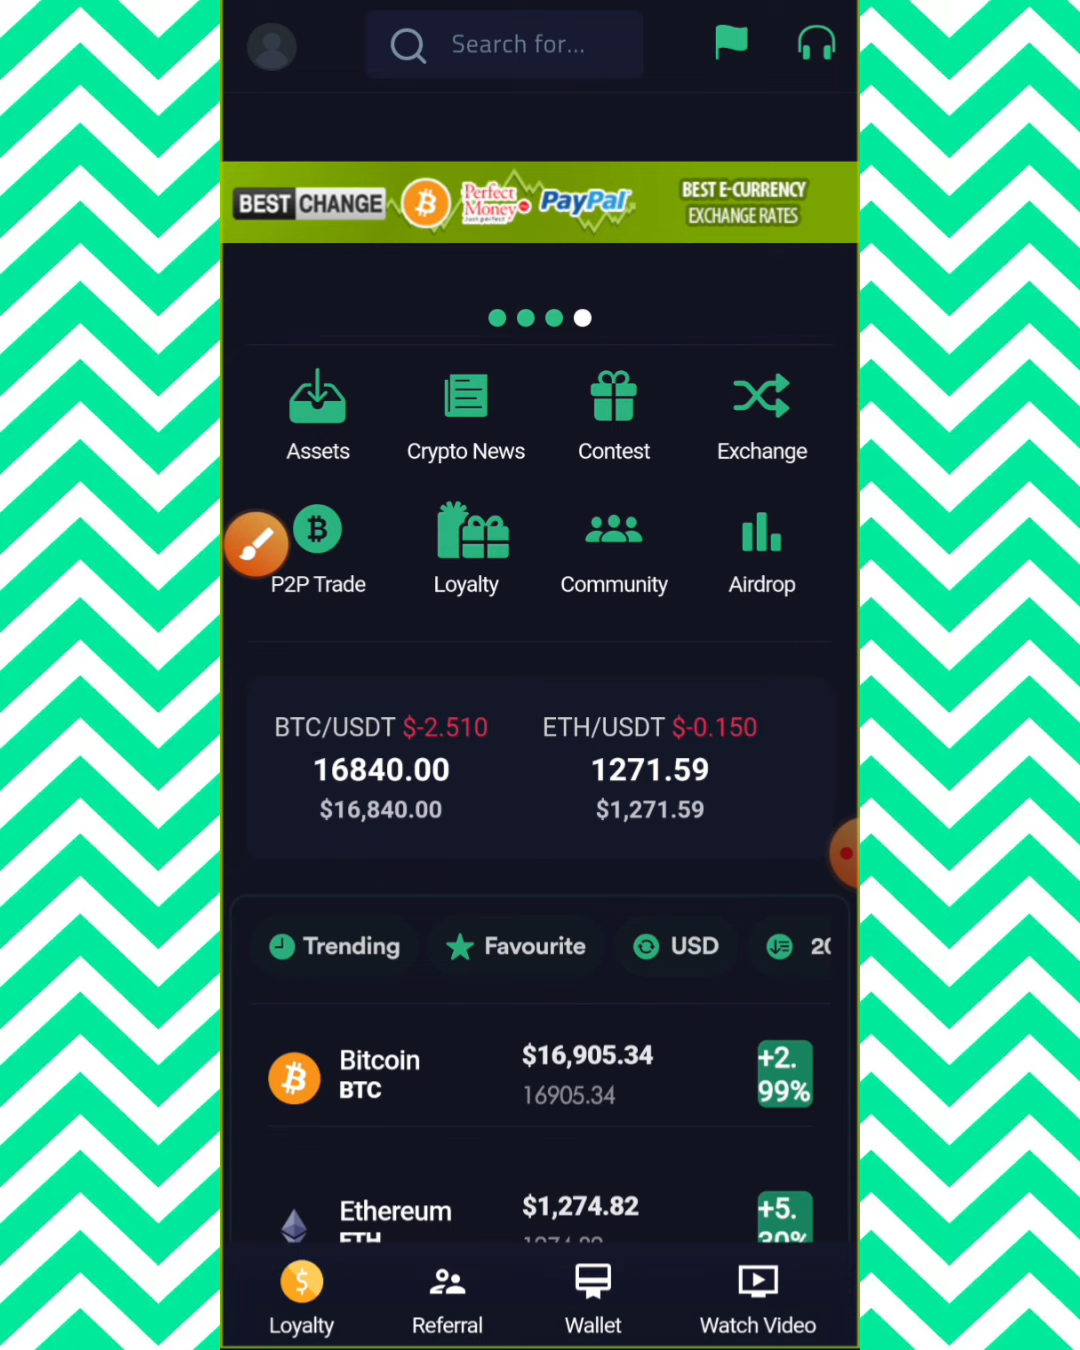 Search for...
BEST CHANGE Perfect Money PayPal BEST E-CURRENCY
EXCHANGE RATES
Assets Crypto News Contest Exchange
P2P Trade Loyalty Community Airdrop
BTC/USDT $-2.510 ETH/USDT $-0.150
16840.00 1271.59
$16,840.00 $1,271.59
Trending Favourite USD
Bitcoin $16,905.34 +2.
BTC 16905.34 99%
Ethereum $1,274.82 +5.
ETH
Loyalty Referral Wallet Watch Video